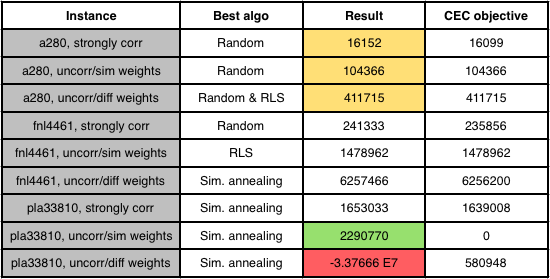 Instance Best algo Result CEC objective
a280, strongly corr Random 16152 16099
a280, uncorr/sim weights Random 104366 104366
a280, uncorr/diff weights Random & RLS 411715 411715
fnl4461, strongly corr Random 241333 235856
fnl4461, uncorr/sim weights RLS 1478962 1478962
fnl4461, uncorr/diff weights Sim. annealing 6257466 6256200
pla33810, strongly corr Sim. annealing 1653033 1639008
pla33810, uncorr/sim weights Sim. annealing 2290770 0
pla33810, uncorr/diff weights Sim. annealing -3.37666 E7 580948